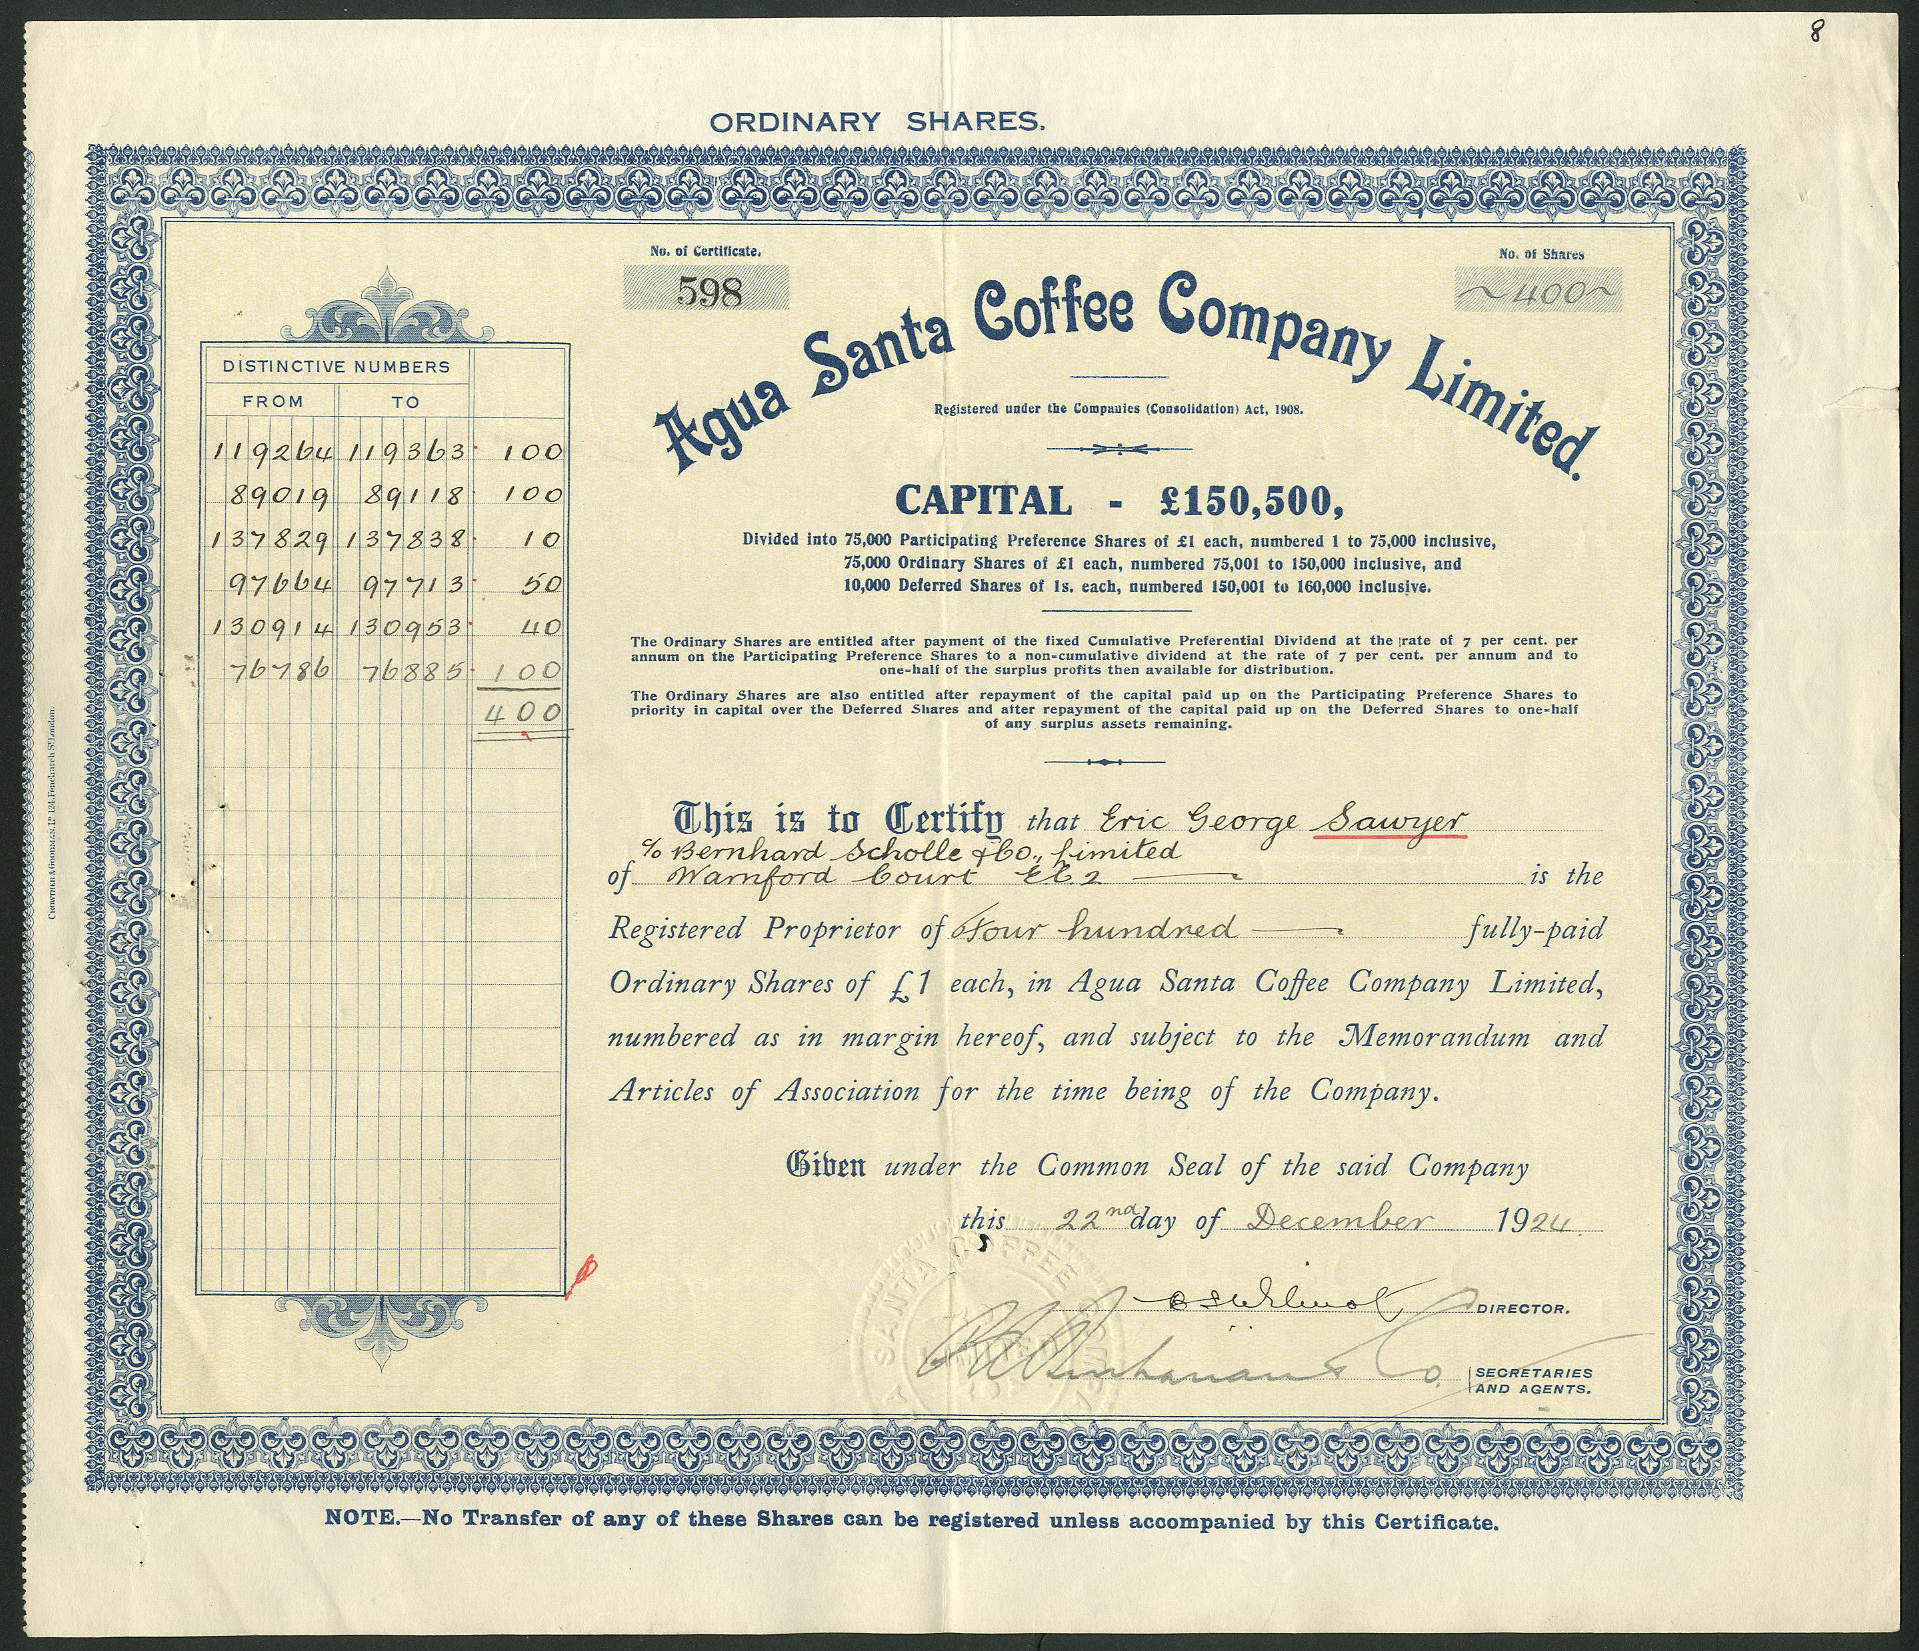 8
ORDINARY SHARES.
No. of Certificate.
598
No. of Shares
~400~
Agua Santa Coffee Company Limited.
Registered under the Companies (Consolidation) Act, 1908.
CAPITAL - £150,500,
Divided into 75,000 Participating Preference Shares of £1 each, numbered 1 to 75,000 inclusive,
75,000 Ordinary Shares of £1 each, numbered 75,001 to 150,000 inclusive, and
10,000 Deferred Shares of 1s. each, numbered 150,001 to 160,000 inclusive.
The Ordinary Shares are entitled after payment of the fixed Cumulative Preferential Dividend at the rate of 7 per cent. per
annum on the Participating Preference Shares to a non-cumulative dividend at the rate of 7 per cent. per annum and to
one-half of the surplus profits then available for distribution.
The Ordinary Shares are also entitled after repayment of the capital paid up on the Participating Preference Shares to
priority in capital over the Deferred Shares and after repayment of the capital paid up on the Deferred Shares to one-half
of any surplus assets remaining.
DISTINCTIVE NUMBERS
FROM TO
119264 119363 100
89019 89118 100
137829 137838 10
97664 97713 50
130914 130953 40
76786 76885 100
400
This is to Certify that Eric George Sawyer
c/o Bernhard Scholle & Co., Limited
of Warnford Court E.C.2 is the
Registered Proprietor of Four hundred fully-paid
Ordinary Shares of £1 each, in Agua Santa Coffee Company Limited,
numbered as in margin hereof, and subject to the Memorandum and
Articles of Association for the time being of the Company.
Given under the Common Seal of the said Company
this 22nd day of December 1924
DIRECTOR.
Buchanan & Co.
SECRETARIES
AND AGENTS.
NOTE.—No Transfer of any of these Shares can be registered unless accompanied by this Certificate.
CROWTHER & GOODMAN, LD 124, Fenchurch St London.